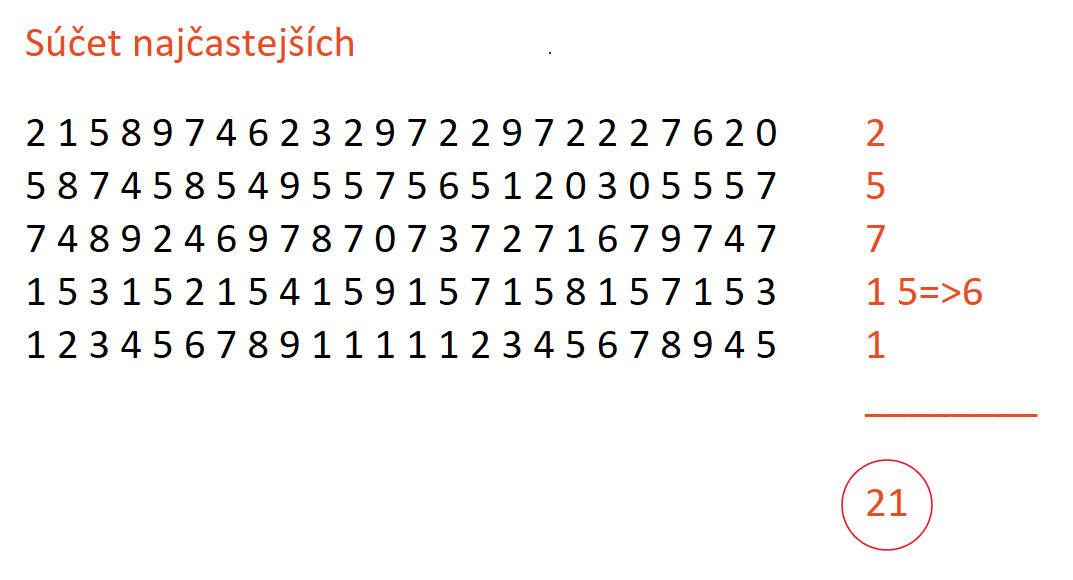 Súčet najčastejších
2 1 5 8 9 7 4 6 2 3 2 9 7 2 2 9 7 2 2 2 7 6 2 0 2
5 8 7 4 5 8 5 4 9 5 5 7 5 6 5 1 2 0 3 0 5 5 5 7 5
7 4 8 9 2 4 6 9 7 8 7 0 7 3 7 2 7 1 6 7 9 7 4 7 7
1 5 3 1 5 2 1 5 4 1 5 9 1 5 7 1 5 8 1 5 7 1 5 3 1 5=>6
1 2 3 4 5 6 7 8 9 1 1 1 1 1 2 3 4 5 6 7 8 9 4 5 1
21